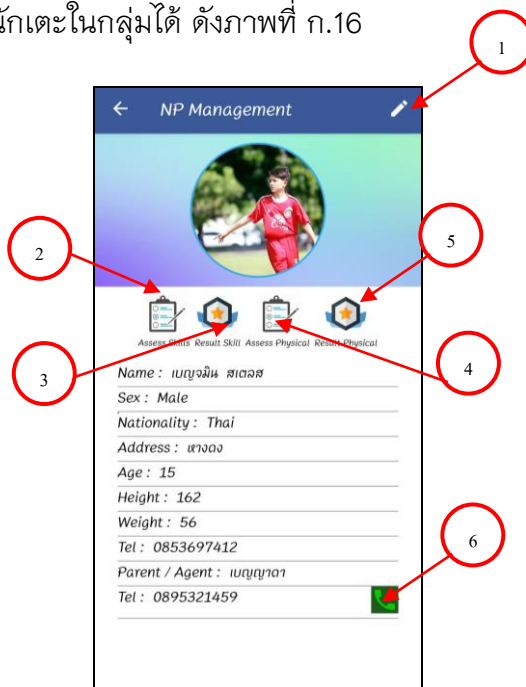 นักเตะในกลุ่มได้ ดังภาพที่ ก.16
1
NP Management
2
5
Assess Skills Result Skill Assess Physical Result Physical
3
4
Name : เบญจมิน สเตลส
Sex : Male
Nationality : Thai
Address : หางดง
Age : 15
Height : 162
Weight : 56
Tel : 0853697412
6
Parent / Agent : เบญญาดา
Tel : 0895321459